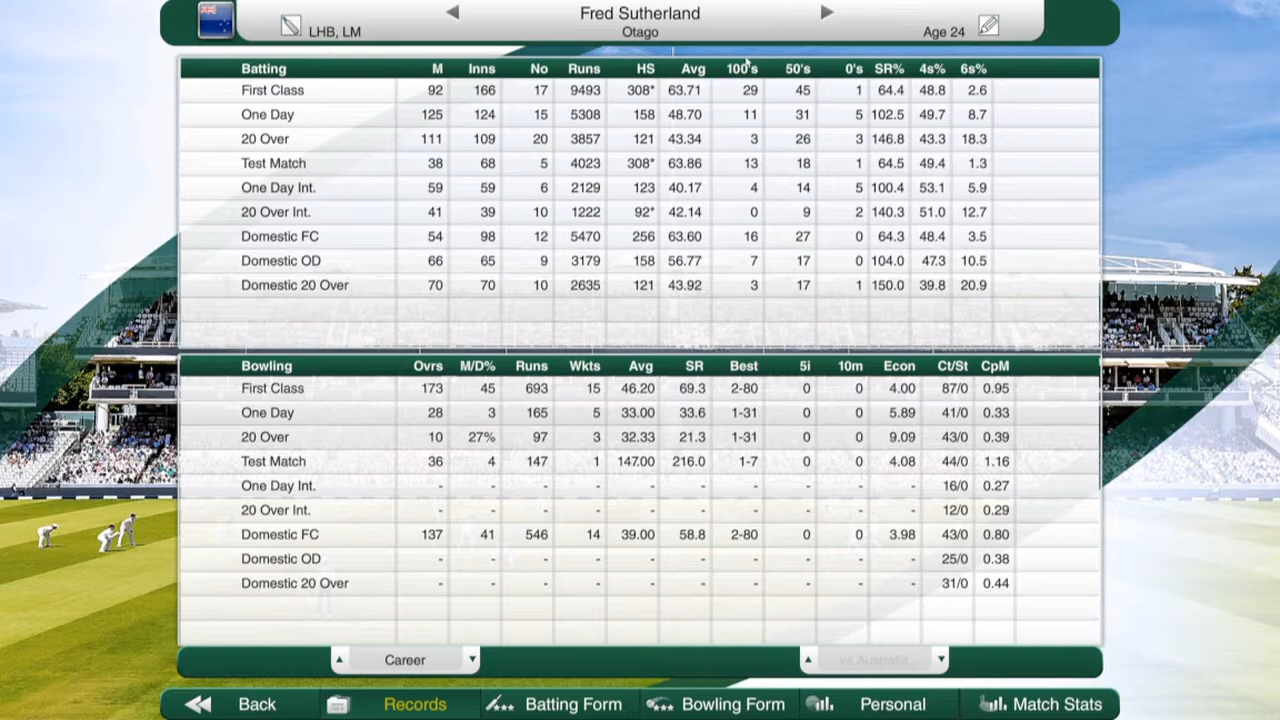 Fred Sutherland
LHB, LM Otago Age 24
Batting M Inns No Runs HS Avg 100's 50's 0's SR% 4s% 6s%
First Class 92 166 17 9493 308* 63.71 29 45 1 64.4 48.8 2.6
One Day 125 124 15 5308 158 48.70 11 31 5 102.5 49.7 8.7
20 Over 111 109 20 3857 121 43.34 3 26 3 146.8 43.3 18.3
Test Match 38 68 5 4023 308* 63.86 13 18 1 64.5 49.4 1.3
One Day Int. 59 59 6 2129 123 40.17 4 14 5 100.4 53.1 5.9
20 Over Int. 41 39 10 1222 92* 42.14 0 9 2 140.3 51.0 12.7
Domestic FC 54 98 12 5470 256 63.60 16 27 0 64.3 48.4 3.5
Domestic OD 66 65 9 3179 158 56.77 7 17 0 104.0 47.3 10.5
Domestic 20 Over 70 70 10 2635 121 43.92 3 17 1 150.0 39.8 20.9
Bowling Ovrs M/D% Runs Wkts Avg SR Best 5i 10m Econ Ct/St CpM
First Class 173 45 693 15 46.20 69.3 2-80 0 0 4.00 87/0 0.95
One Day 28 3 165 5 33.00 33.6 1-31 0 0 5.89 41/0 0.33
20 Over 10 27% 97 3 32.33 21.3 1-31 0 0 9.09 43/0 0.39
Test Match 36 4 147 1 147.00 216.0 1-7 0 0 4.08 44/0 1.16
One Day Int. - - - - - - - - - - 16/0 0.27
20 Over Int. - - - - - - - - - - 12/0 0.29
Domestic FC 137 41 546 14 39.00 58.8 2-80 0 0 3.98 43/0 0.80
Domestic OD - - - - - - - - - - 25/0 0.38
Domestic 20 Over - - - - - - - - - - 31/0 0.44
Career vs Australia...
Back Records Batting Form Bowling Form Personal Match Stats